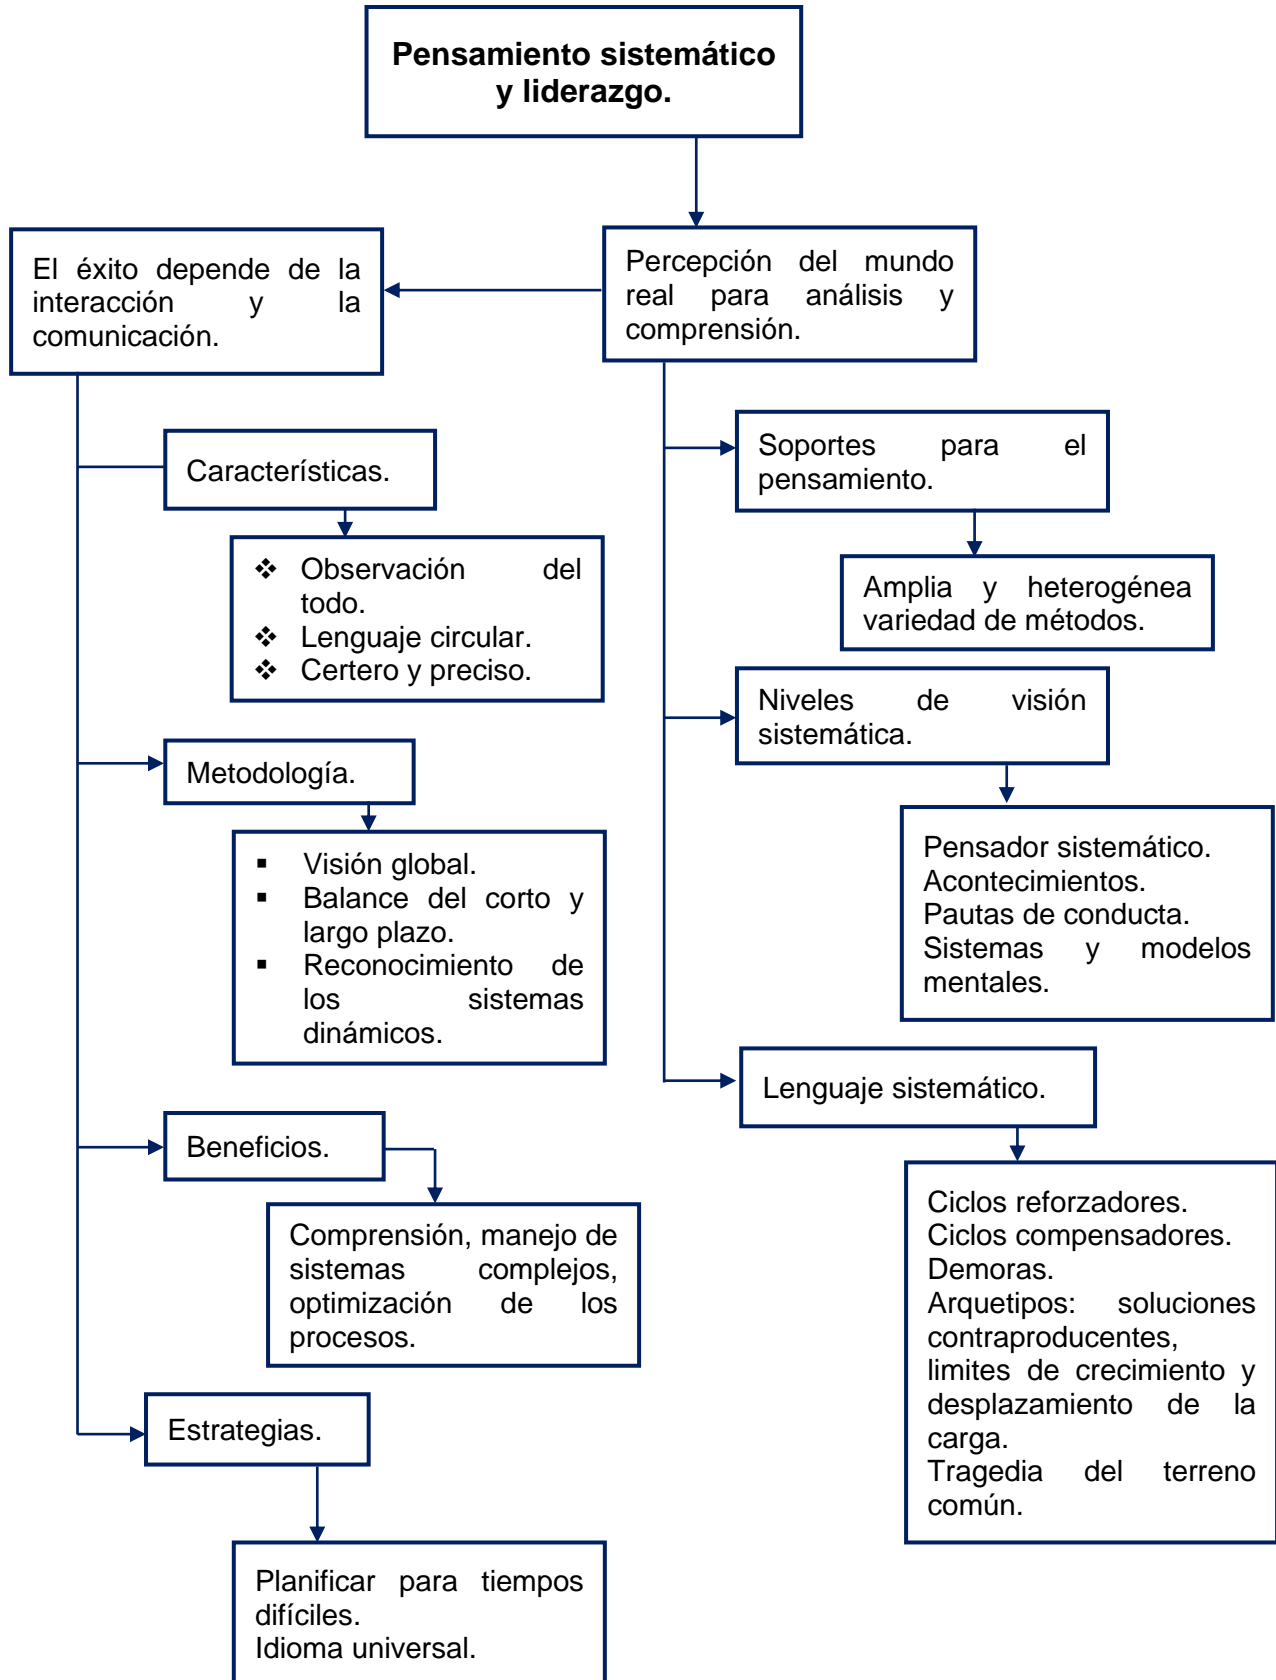 Pensamiento sistemático
y liderazgo.
El éxito depende de la
interacción y la
comunicación.
Percepción del mundo
real para análisis y
comprensión.
Características.
❖ Observación del
todo.
❖ Lenguaje circular.
❖ Certero y preciso.
Metodología.
▪ Visión global.
▪ Balance del corto y
largo plazo.
▪ Reconocimiento de
los sistemas
dinámicos.
Beneficios.
Comprensión, manejo de
sistemas complejos,
optimización de los
procesos.
Estrategias.
Planificar para tiempos
difíciles.
Idioma universal.
Soportes para el
pensamiento.
Amplia y heterogénea
variedad de métodos.
Niveles de visión
sistemática.
Pensador sistemático.
Acontecimientos.
Pautas de conducta.
Sistemas y modelos
mentales.
Lenguaje sistemático.
Ciclos reforzadores.
Ciclos compensadores.
Demoras.
Arquetipos: soluciones
contraproducentes,
limites de crecimiento y
desplazamiento de la
carga.
Tragedia del terreno
común.